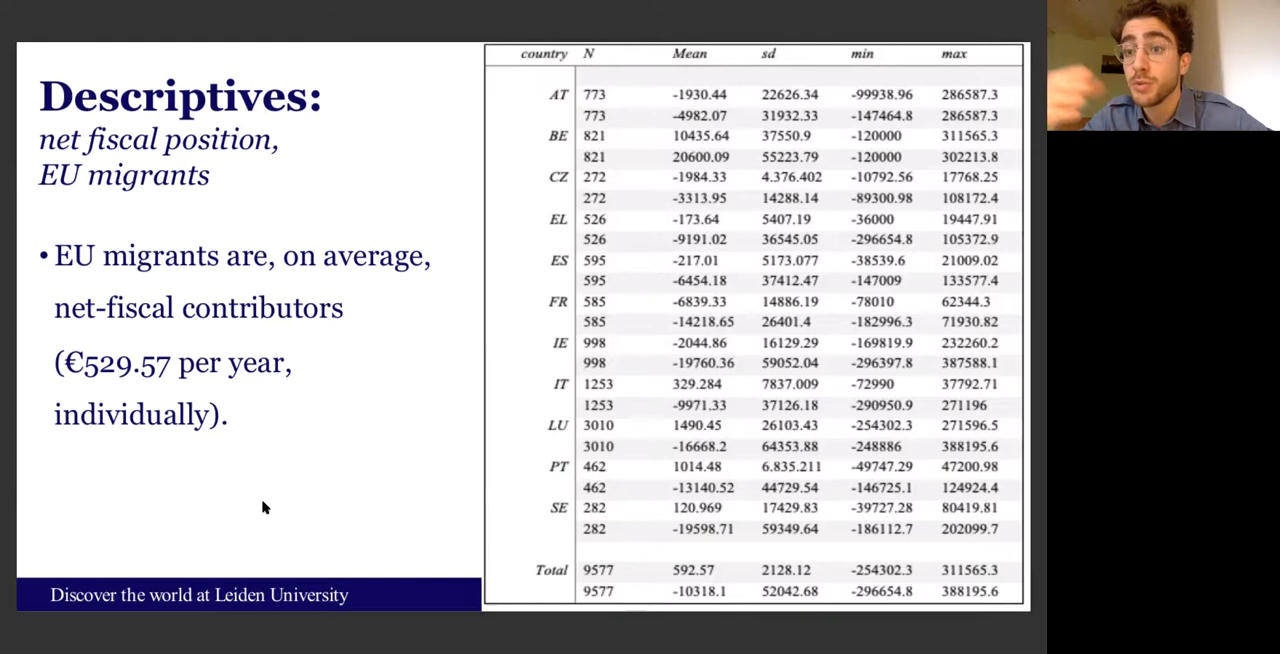 Descriptives:
net fiscal position,
EU migrants
• EU migrants are, on average,
net-fiscal contributors
(€529.57 per year,
individually).
Discover the world at Leiden University
country N Mean sd min max
AT 773 -1930.44 22626.34 -99938.96 286587.3
773 -4982.07 31932.33 -147464.8 286587.3
BE 821 10435.64 37550.9 -120000 311565.3
821 20600.09 55223.79 -120000 302213.8
CZ 272 -1984.33 4.376.402 -10792.56 17768.25
272 -3313.95 14288.14 -89300.98 108172.4
EL 526 -173.64 5407.19 -36000 19447.91
526 -9191.02 36545.05 -296654.8 105372.9
ES 595 -217.01 5173.077 -38539.6 21009.02
595 -6454.18 37412.47 -147009 133577.4
FR 585 -6839.33 14886.19 -78010 62344.3
585 -14218.65 26401.4 -182996.3 71930.82
IE 998 -2044.86 16129.29 -169819.9 232260.2
998 -19760.36 59052.04 -296397.8 387588.1
IT 1253 329.284 7837.009 -72990 37792.71
1253 -9971.33 37126.18 -290950.9 271196
LU 3010 1490.45 26103.43 -254302.3 271596.5
3010 -16668.2 64353.88 -248886 388195.6
PT 462 1014.48 6.835.211 -49747.29 47200.98
462 -13140.52 44729.54 -146725.1 124924.4
SE 282 120.969 17429.83 -39727.28 80419.81
282 -19598.71 59349.64 -186112.7 202099.7
Total 9577 592.57 2128.12 -254302.3 311565.3
9577 -10318.1 52042.68 -296654.8 388195.6